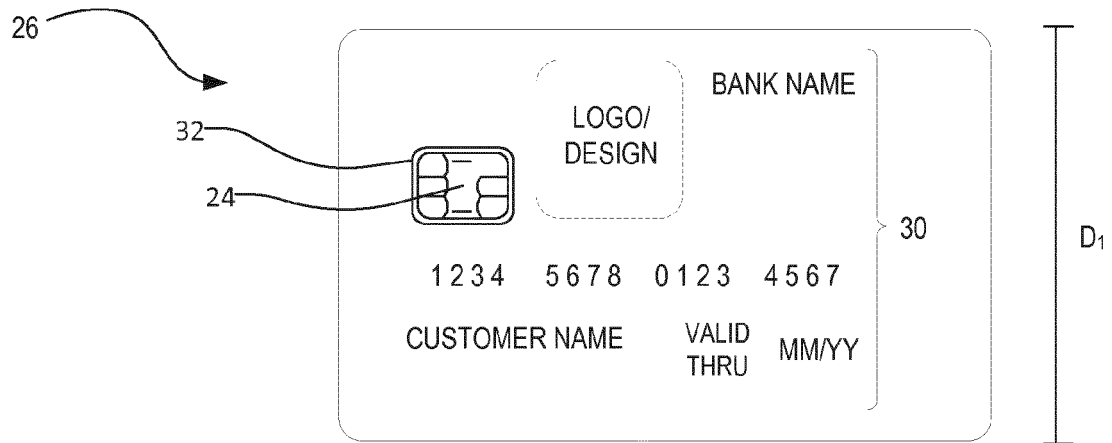 26
BANK NAME
LOGO/
DESIGN
32
24
30
D₁
1234 5678 0123 4567
CUSTOMER NAME
VALID
THRU
MM/YY